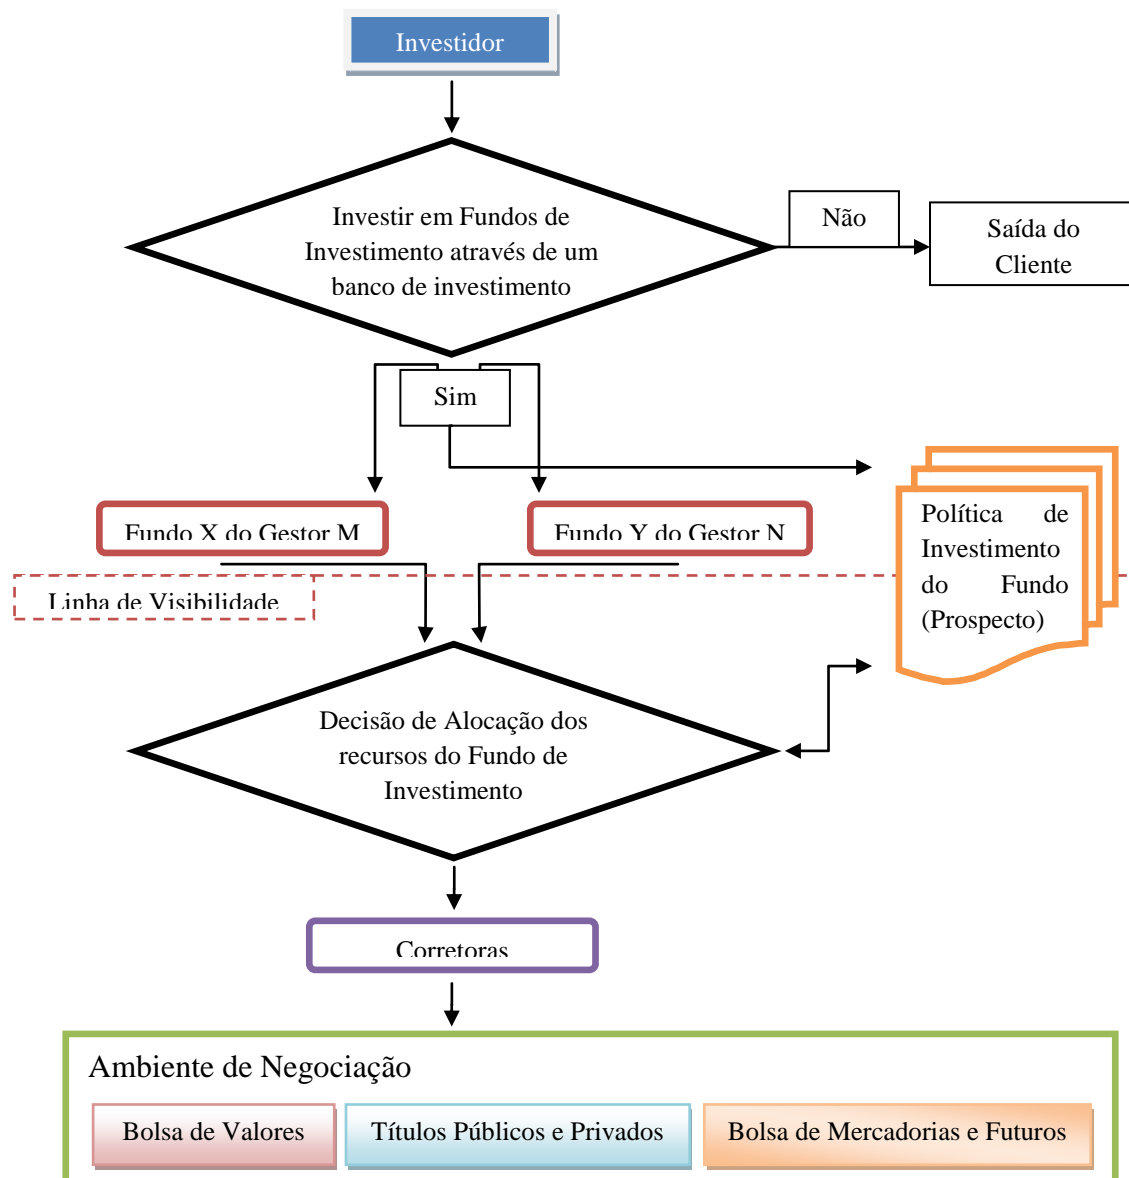 Investidor
Investir em Fundos de
Investimento através de um
banco de investimento
Não
Saída do
Cliente
Sim
Fundo X do Gestor M
Fundo Y do Gestor N
Política de
Investimento
do Fundo
(Prospecto)
Linha de Visibilidade
Decisão de Alocação dos
recursos do Fundo de
Investimento
Corretoras
Ambiente de Negociação
Bolsa de Valores
Títulos Públicos e Privados
Bolsa de Mercadorias e Futuros